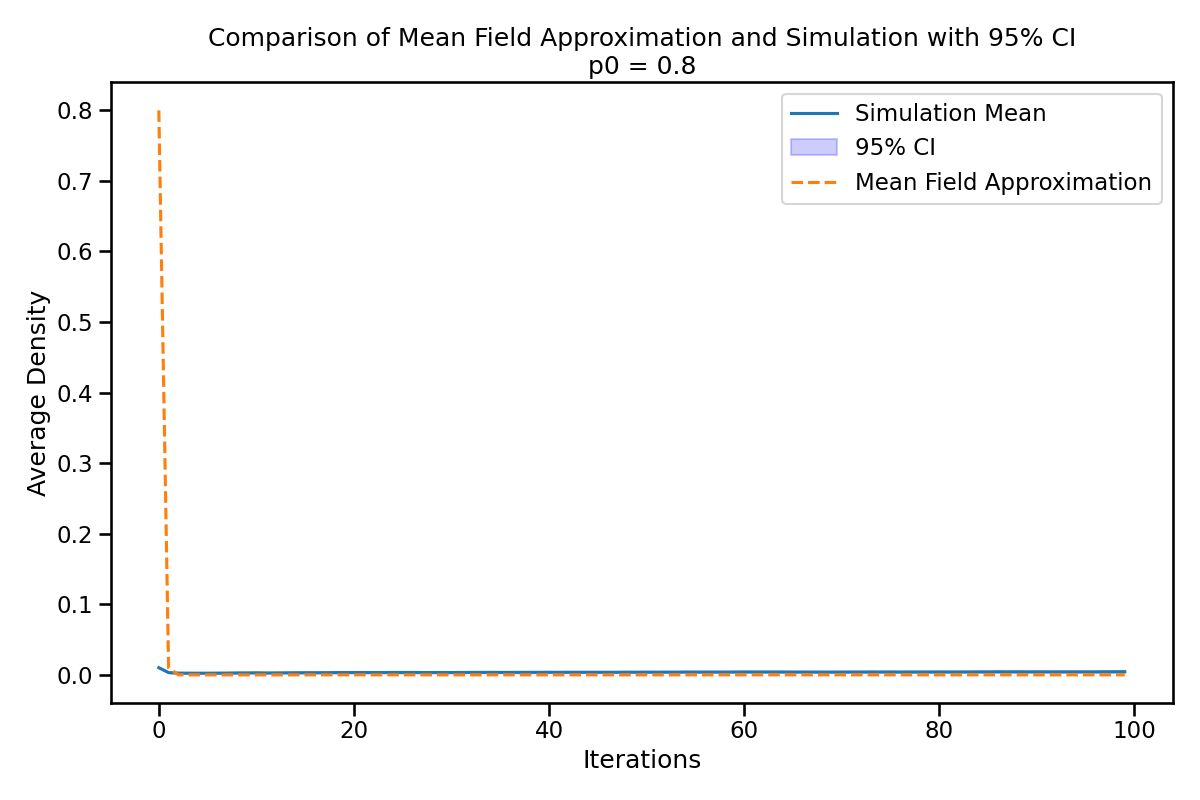 Comparison of Mean Field Approximation and Simulation with 95% CI
p0 = 0.8
Simulation Mean
95% CI
Mean Field Approximation
Average Density
0.8
0.7
0.6
0.5
0.4
0.3
0.2
0.1
0.0
0 20 40 60 80 100
Iterations